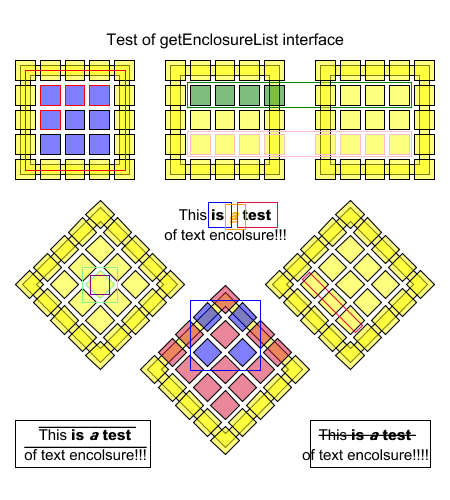 Test of getEnclosureList interface
This is a test
of text encolsure!!!
This is a test
of text encolsure!!!
This is a test
of text encolsure!!!!